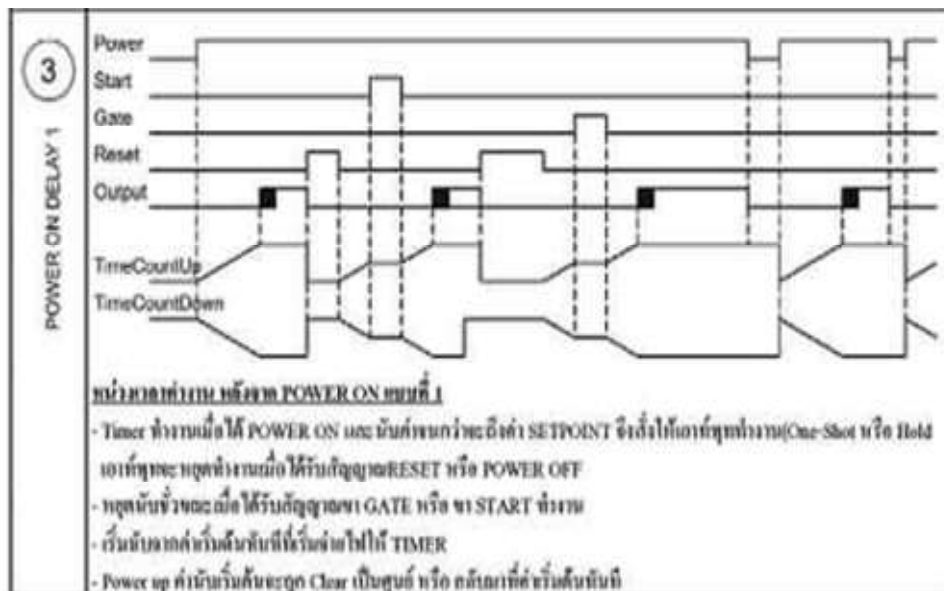 3
POWER ON DELAY 1
Power
Start
Gate
Reset
Output
TimeCountUp
TimeCountDown
หน่วงเวลาทำงาน หลังจาก POWER ON แบบที่ 1
- Timer ทำงานเมื่อได้ POWER ON และนับค่าจนกว่าจะถึงค่า SETPOINT จึงสั่งให้เอาท์พุทท์ทำงาน(One-Shot หรือ Hold
เอาท์พุทจะหยุดทำงานเมื่อได้รับสัญญาณRESET หรือ POWER OFF
- หยุดนับชั่วขณะเมื่อได้รับสัญญาณขา GATE หรือ ขา START ทำงาน
- เริ่มนับจากค่าเริ่มต้นทันทีที่เริ่มจ่ายไฟให้ TIMER
- Power up ค่านับเริ่มต้นจะถูก Clear เป็นศูนย์ หรือ กลับมาที่ค่าเริ่มต้นทันที